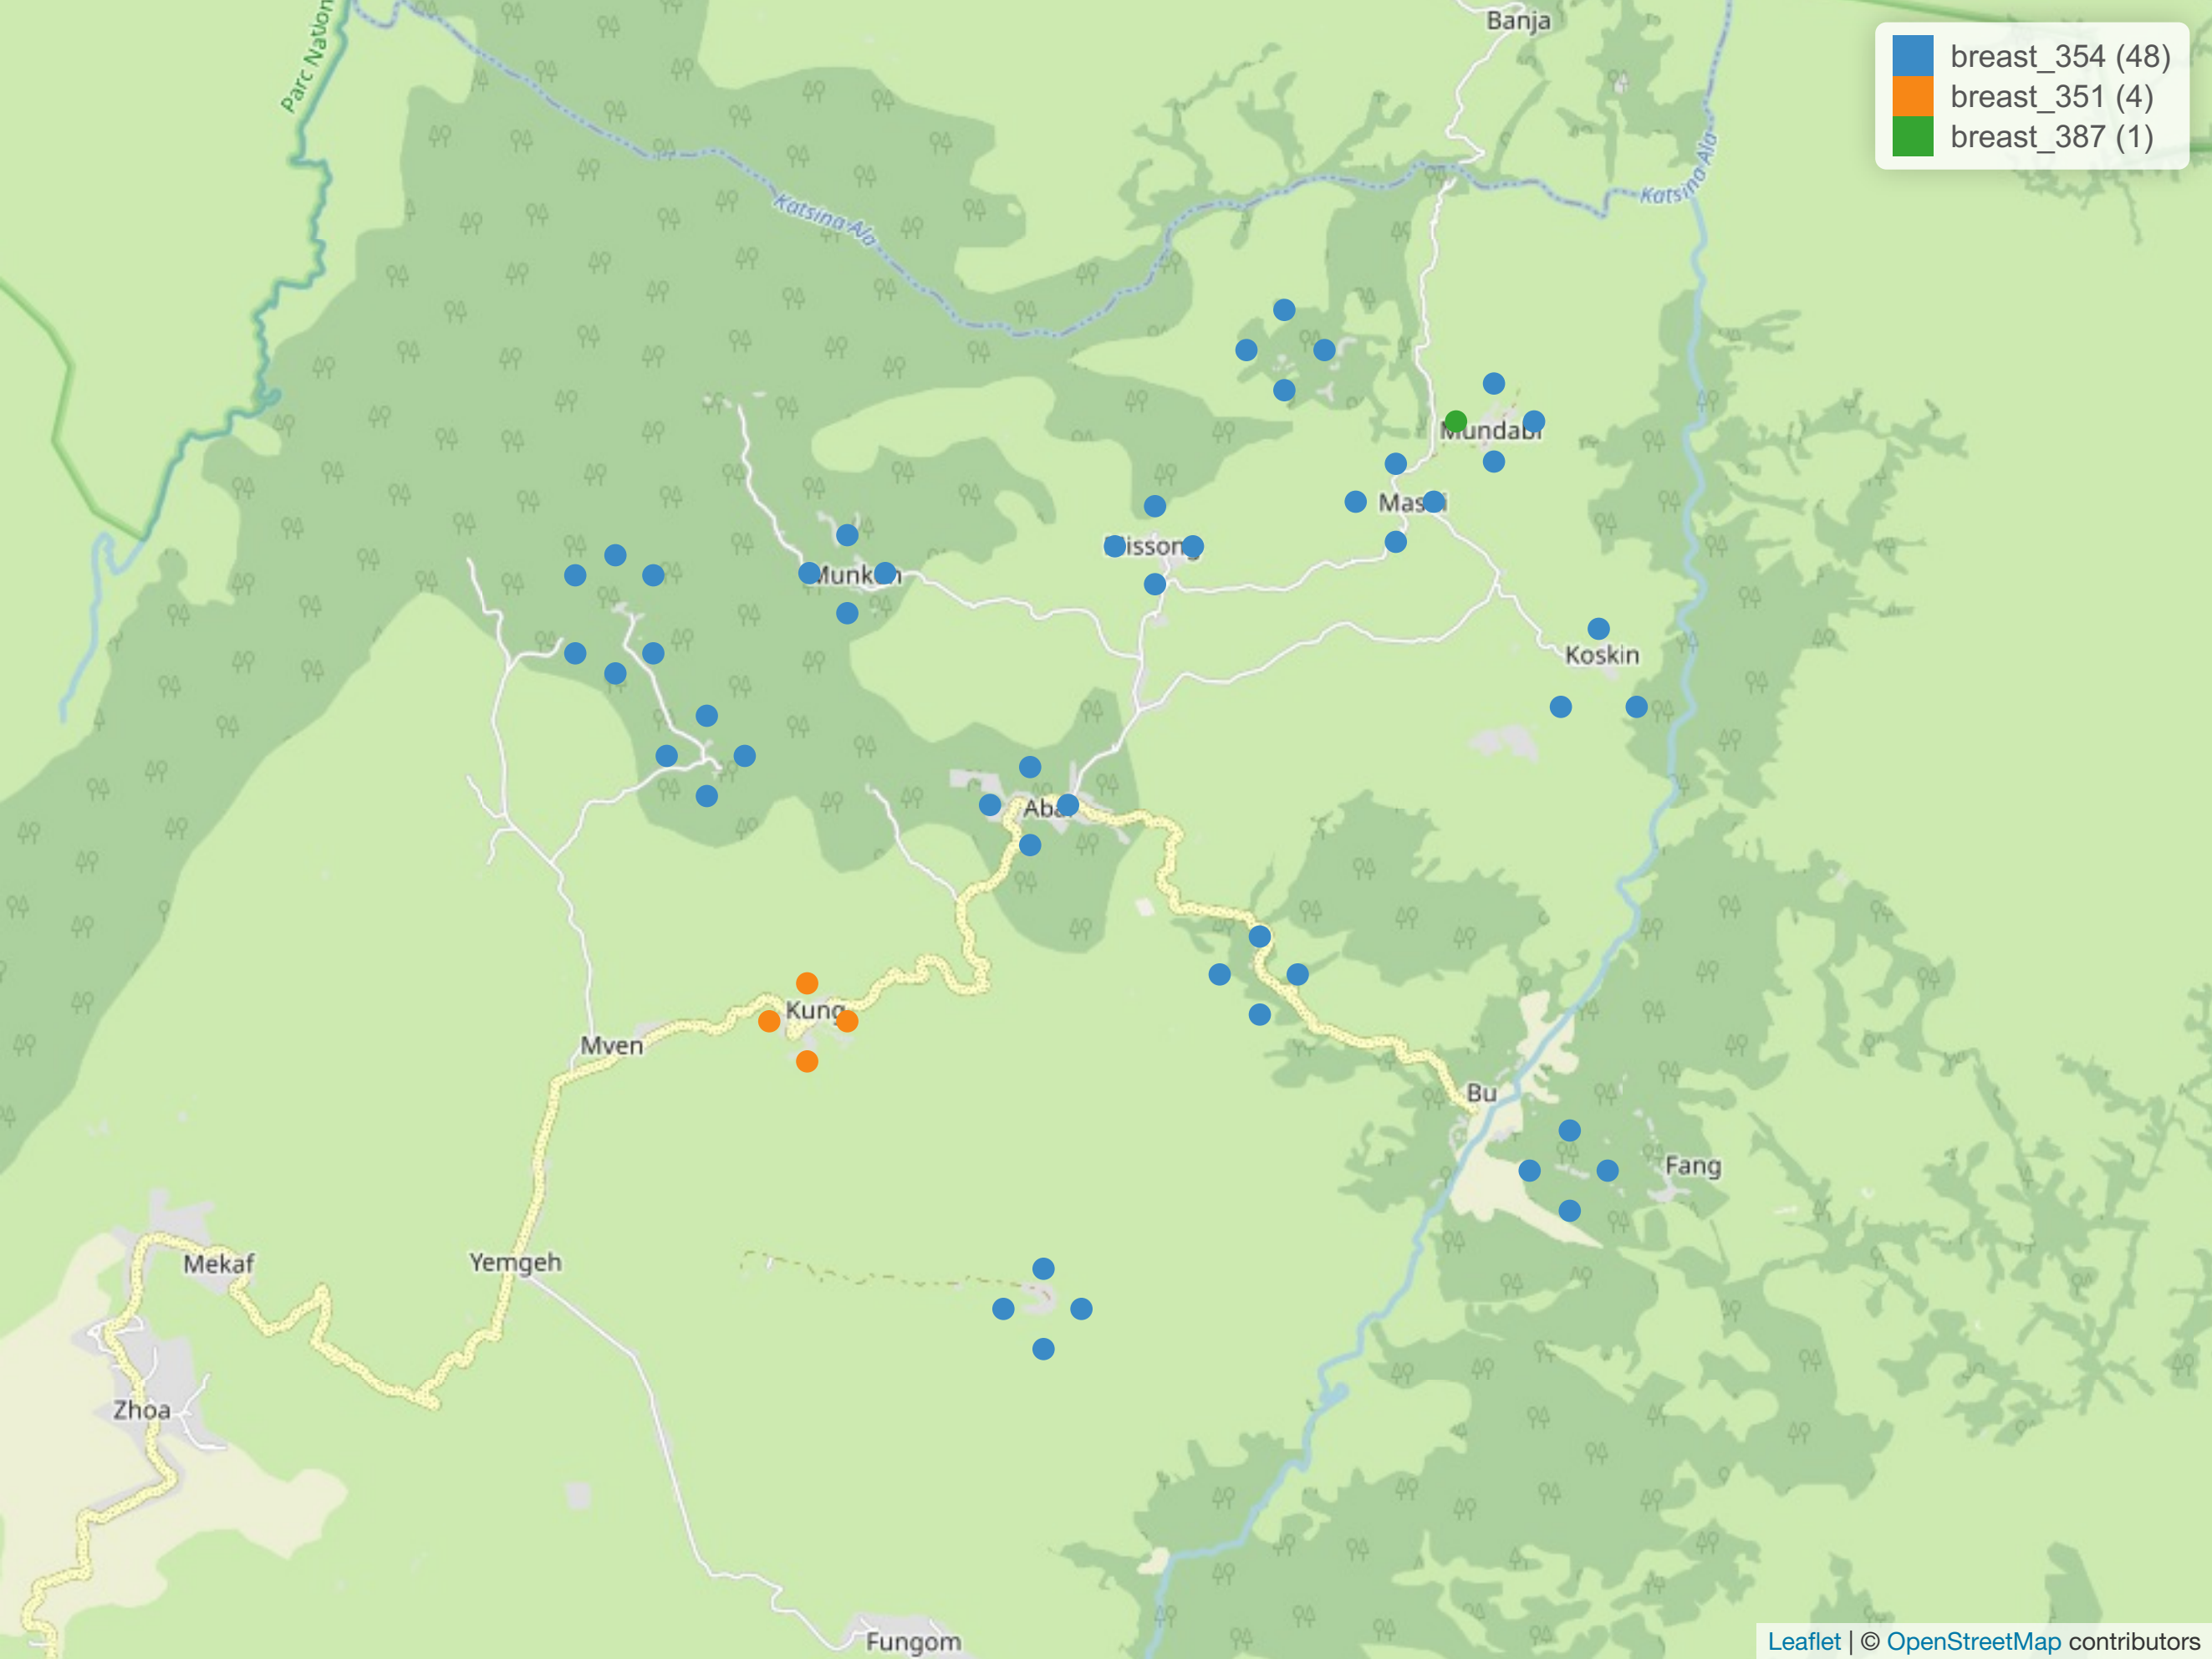 Banja
Parc Nation
breast_354 (48)
breast_351 (4)
breast_387 (1)
Katsina-Ala
Katsina-Ala
Mundabi
Koskin
Kung
Mven
Bu
Fang
Mekaf
Yemgeh
Zhoa
Fungom
Leaflet | © OpenStreetMap contributors